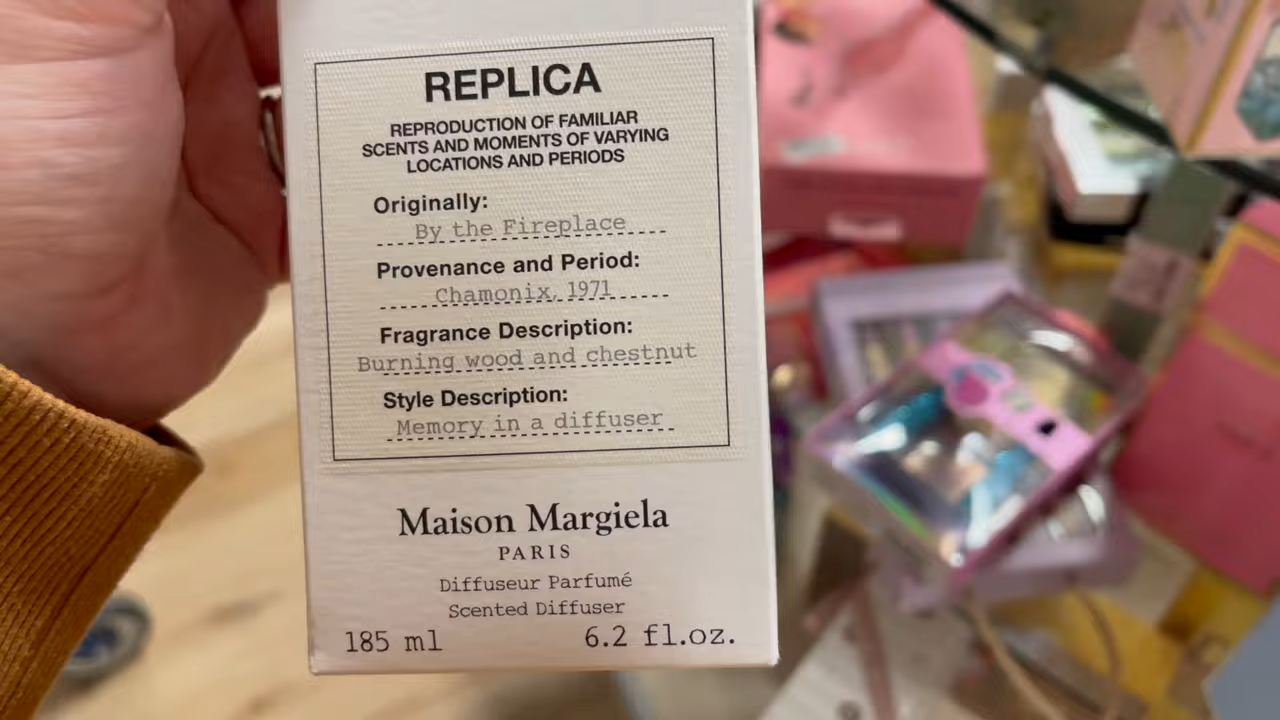 REPLICA
REPRODUCTION OF FAMILIAR
SCENTS AND MOMENTS OF VARYING
LOCATIONS AND PERIODS
Originally:
By the Fireplace
Provenance and Period:
Chamonix, 1971
Fragrance Description:
Burning wood and chestnut
Style Description:
Memory in a diffuser
Maison Margiela
PARIS
Diffuseur Parfumé
Scented Diffuser
185 ml 6.2 fl.oz.